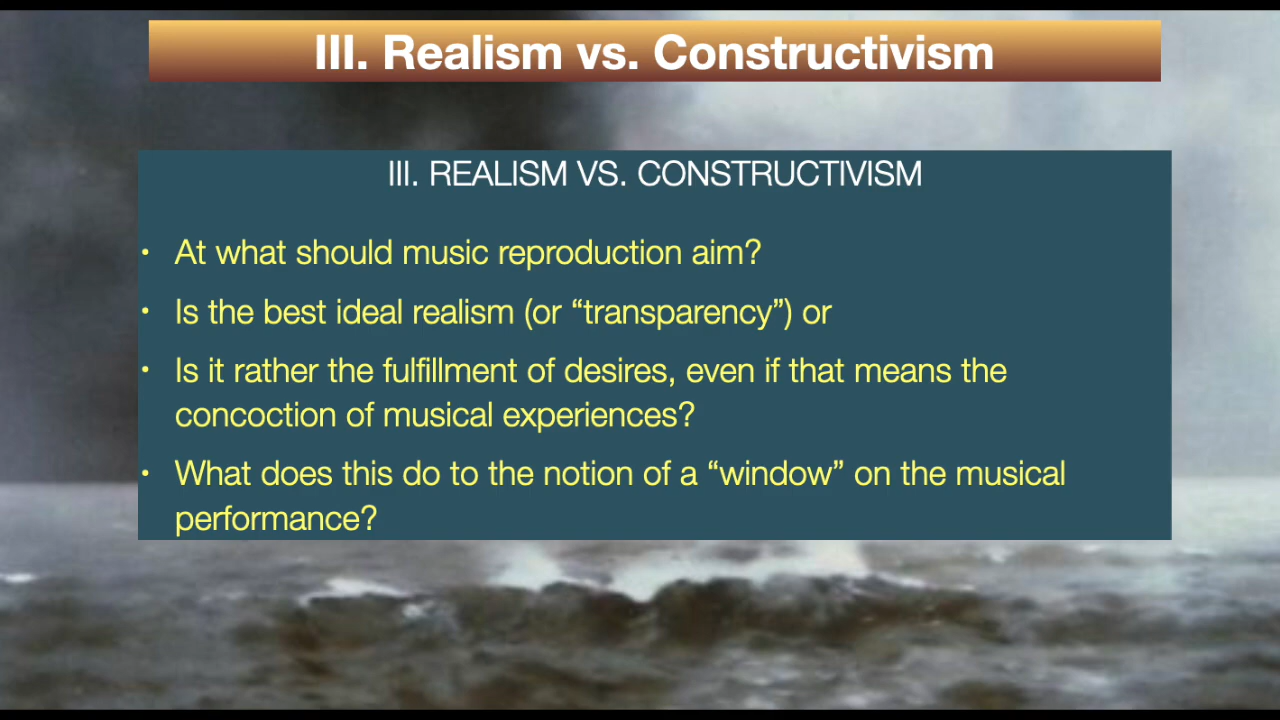 III. Realism vs. Constructivism
III. REALISM VS. CONSTRUCTIVISM
• At what should music reproduction aim?
• Is the best ideal realism (or “transparency”) or
• Is it rather the fulfillment of desires, even if that means the
concoction of musical experiences?
• What does this do to the notion of a “window” on the musical
performance?